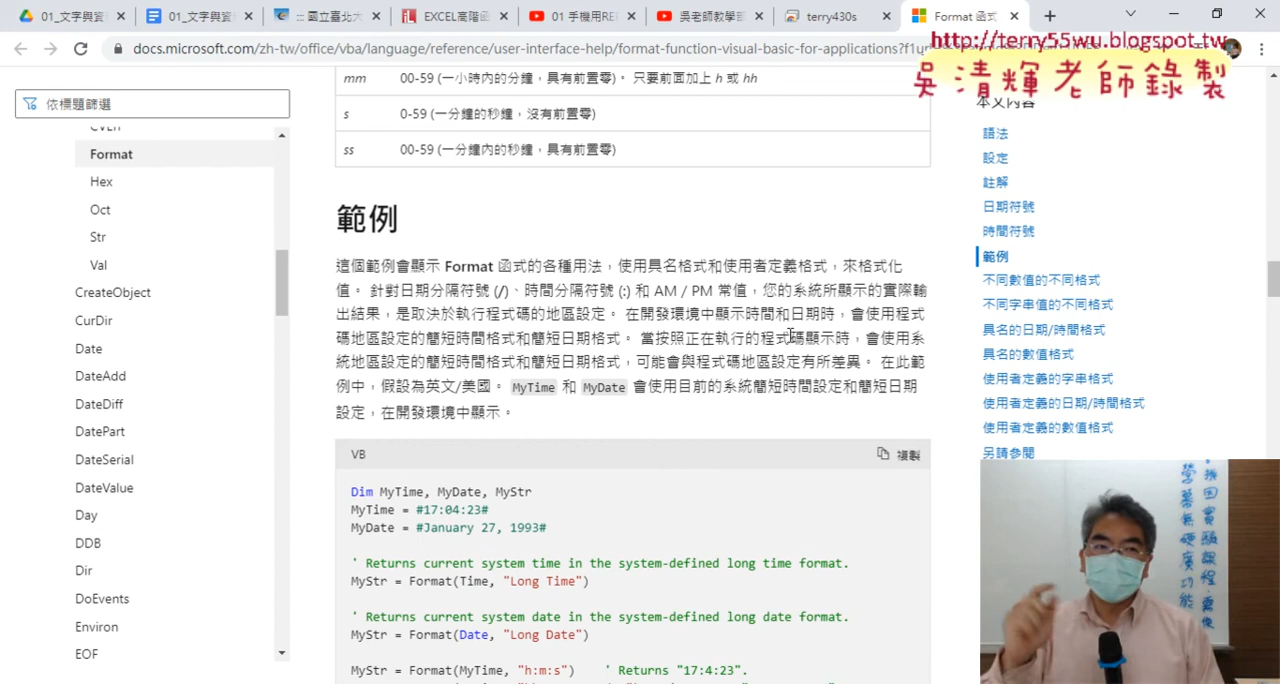 01_文字與資
01_文字與資
::: 國立臺北大
EXCEL高階函
01 手機用RE
吳老師教學部
terry430s
Format 函式
docs.microsoft.com/zh-tw/office/vba/language/reference/user-interface-help/format-function-visual-basic-for-applications?f1u
http://terry55wu.blogspot.tw
吳清輝老師錄製
依標題篩選
Format
Hex
Oct
Str
Val
CreateObject
CurDir
Date
DateAdd
DateDiff
DatePart
DateSerial
DateValue
Day
DDB
Dir
DoEvents
Environ
EOF
mm 00-59 (一小時內的分鐘，具有前置零)。 只要前面加上 h 或 hh
s 0-59 (一分鐘的秒鐘，沒有前置零)
ss 00-59 (一分鐘內的秒鐘，具有前置零)
範例
這個範例會顯示 Format 函式的各種用法，使用具名格式和使用者定義格式，來格式化
值。 針對日期分隔符號 (/)、時間分隔符號 (:) 和 AM / PM 常值，您的系統所顯示的實際輸
出結果，是取決於執行程式碼的地區設定。 在開發環境中顯示時間和日期時，會使用程式
碼地區設定的簡短時間格式和簡短日期格式。 當按照正在執行的程式碼顯示時，會使用系
統地區設定的簡短時間格式和簡短日期格式，可能會與程式碼地區設定有所差異。 在此範
例中，假設為英文/美國。 MyTime 和 MyDate 會使用目前的系統簡短時間設定和簡短日期
設定，在開發環境中顯示。
VB
複製
Dim MyTime, MyDate, MyStr
MyTime = #17:04:23#
MyDate = #January 27, 1993#
' Returns current system time in the system-defined long time format.
MyStr = Format(Time, "Long Time")
' Returns current system date in the system-defined long date format.
MyStr = Format(Date, "Long Date")
MyStr = Format(MyTime, "h:m:s") ' Returns "17:4:23".
本文內容
語法
設定
註解
日期符號
時間符號
範例
不同數值的不同格式
不同字串值的不同格式
具名的日期/時間格式
具名的數值格式
使用者定義的字串格式
使用者定義的日期/時間格式
使用者定義的數值格式
另請參閱